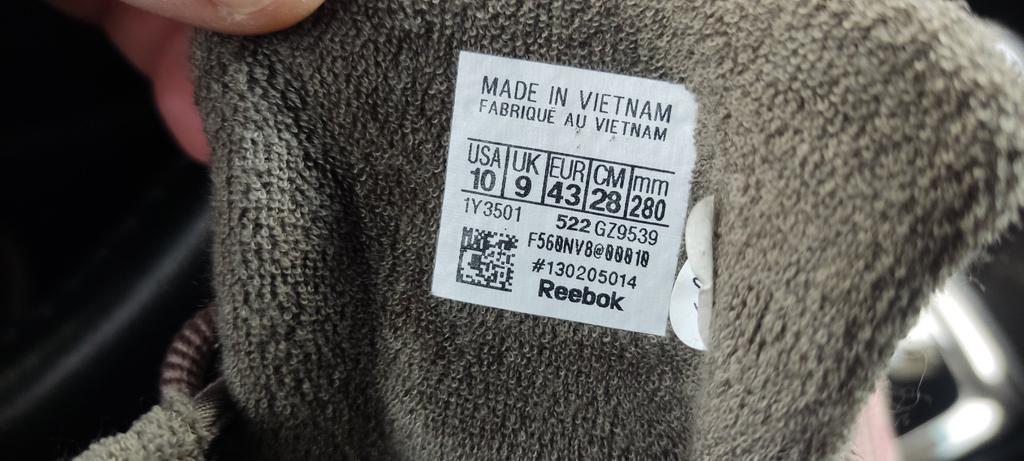 MADE IN VIETNAM
FABRIQUÉ AU VIETNAM
USA UK EUR CM mm
10 9 43 28 280
1Y3501 522 GZ9539
F560NV8@00010
#130205014
Reebok